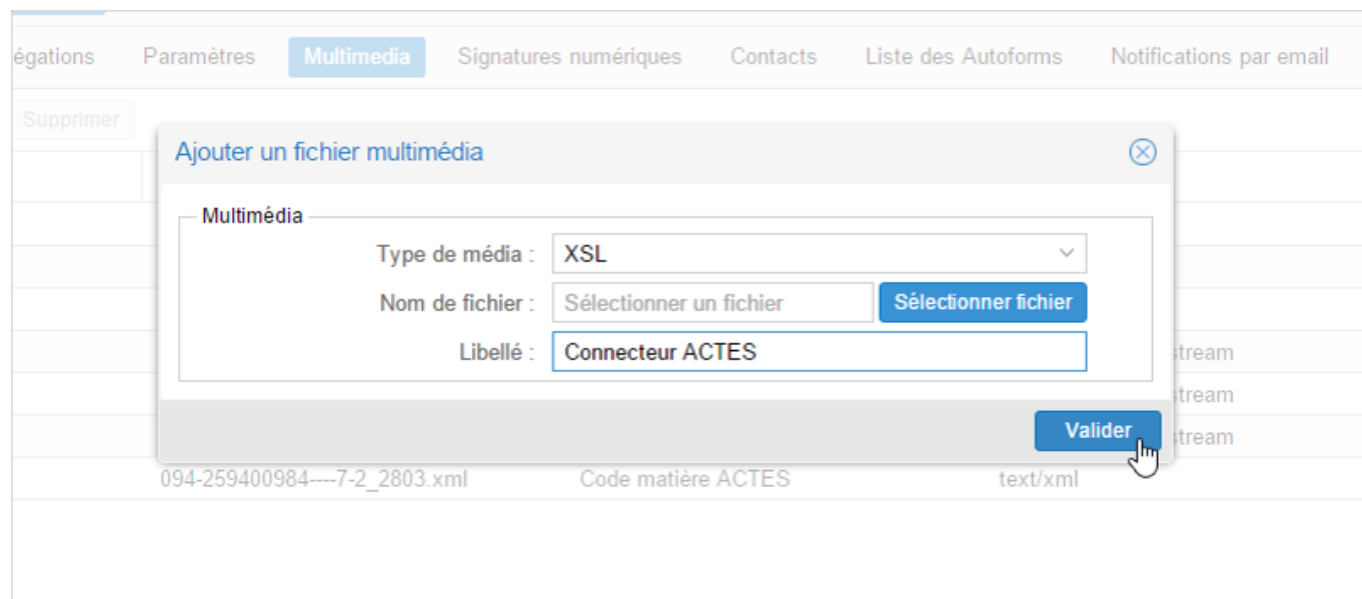 égations Paramètres Multimedia Signatures numériques Contacts Liste des Autoforms Notifications par email
Supprimer
Ajouter un fichier multimédia
Multimédia
Type de média : XSL
Nom de fichier : Sélectionner un fichier Sélectionner fichier
Libellé : Connecteur ACTES
tream
stream
Valider stream
094-259400984----7-2_2803.xml Code matière ACTES text/xml